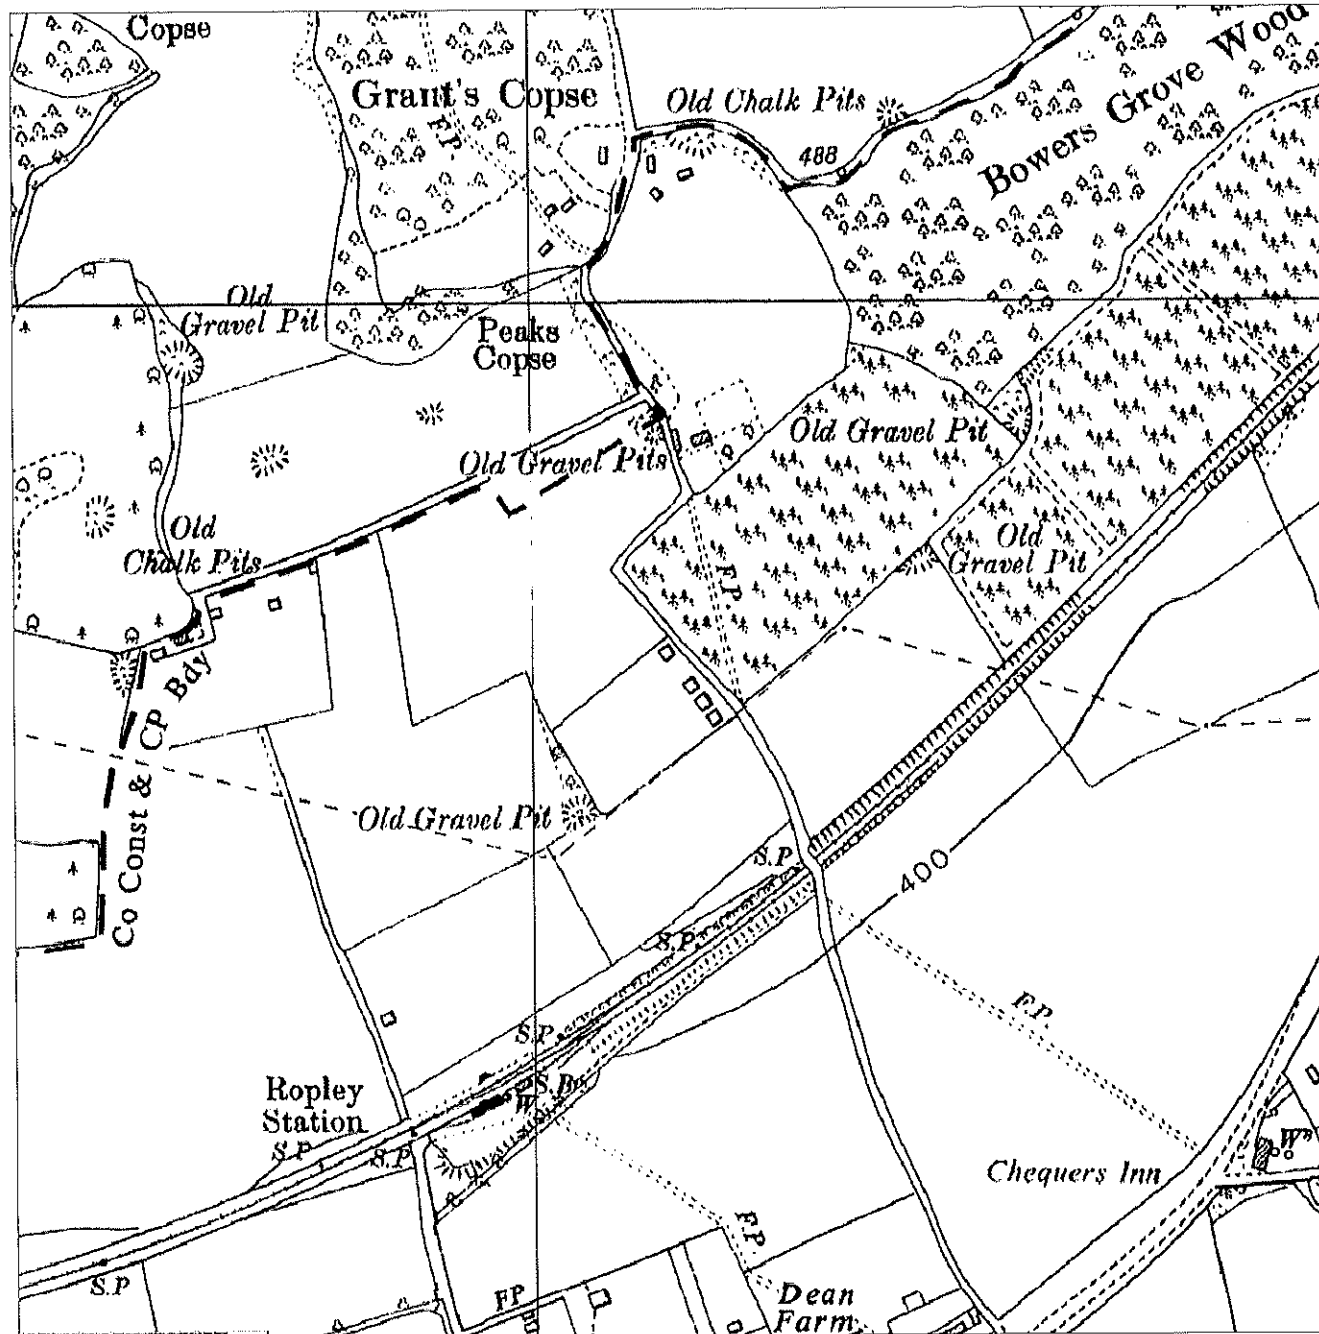 Copse
Grant's Copse
F.P.
Old Chalk Pits
488
Bowers Grove Wood
Old
Gravel Pit
Peaks
Copse
Old Gravel Pit
Old Gravel Pits
Old
Chalk Pits
Old
Gravel Pit
F.P.
Co Const & CP Bdy
Old Gravel Pit
S.P
400
S.P.
F.P.
S.P
Ropley
Station
S.P
S.P
S.P
W
Chequers Inn
F.P.
S.P
FP
Dean
Farm